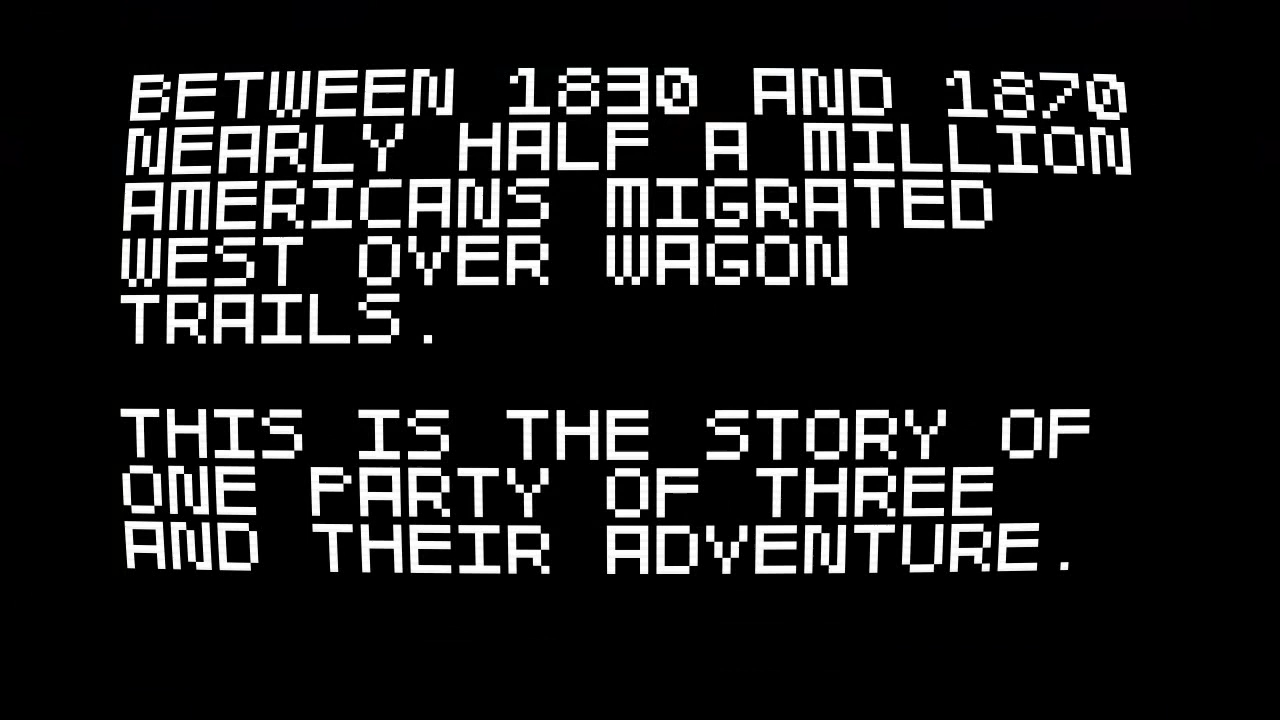 BETWEEN 1830 AND 1870
NEARLY HALF A MILLION
AMERICANS MIGRATED
WEST OVER WAGON
TRAILS.
THIS IS THE STORY OF
ONE PARTY OF THREE
AND THEIR ADVENTURE.